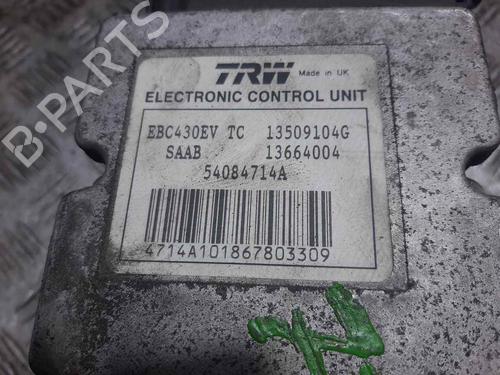 B-PARTS
TRW Made in UK
ELECTRONIC CONTROL UNIT
EBC430EV TC 13509104G
SAAB 13664004
54084714A
4714A101867803309